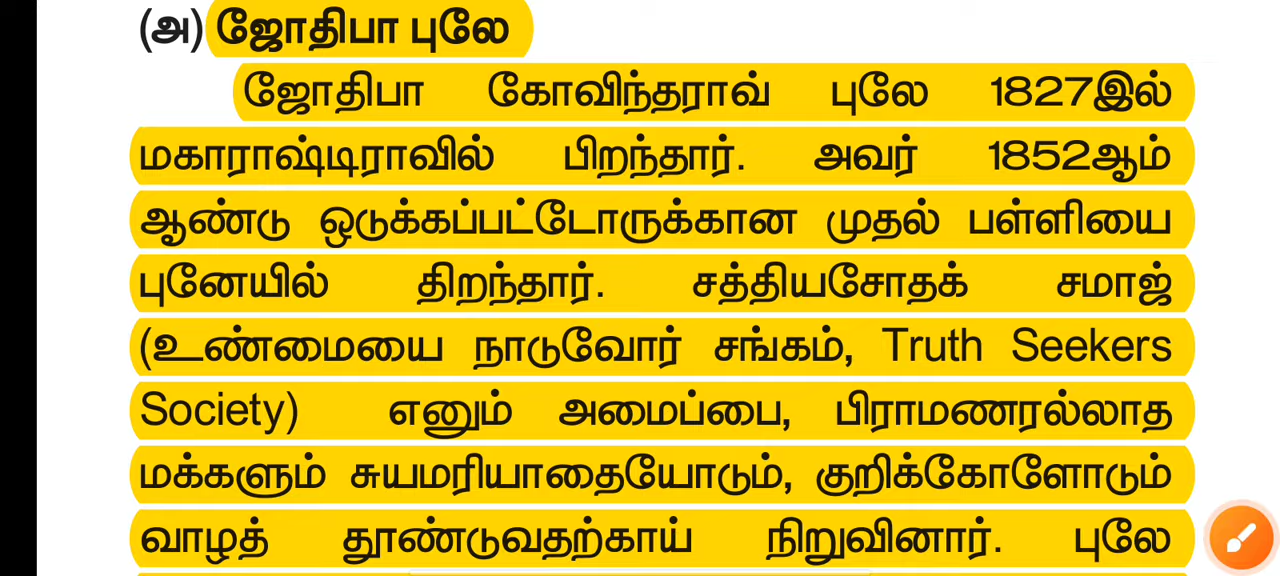 (அ) ஜோதிபா புலே
ஜோதிபா கோவிந்தராவ் புலே 1827இல்
மகாராஷ்டிராவில் பிறந்தார். அவர் 1852ஆம்
ஆண்டு ஒடுக்கப்பட்டோருக்கான முதல் பள்ளியை
புனேயில் திறந்தார். சத்தியசோதக் சமாஜ்
(உண்மையை நாடுவோர் சங்கம், Truth Seekers
Society) எனும் அமைப்பை, பிராமணரல்லாத
மக்களும் சுயமரியாதையோடும், குறிக்கோளோடும்
வாழத் தூண்டுவதற்காய் நிறுவினார். புலே